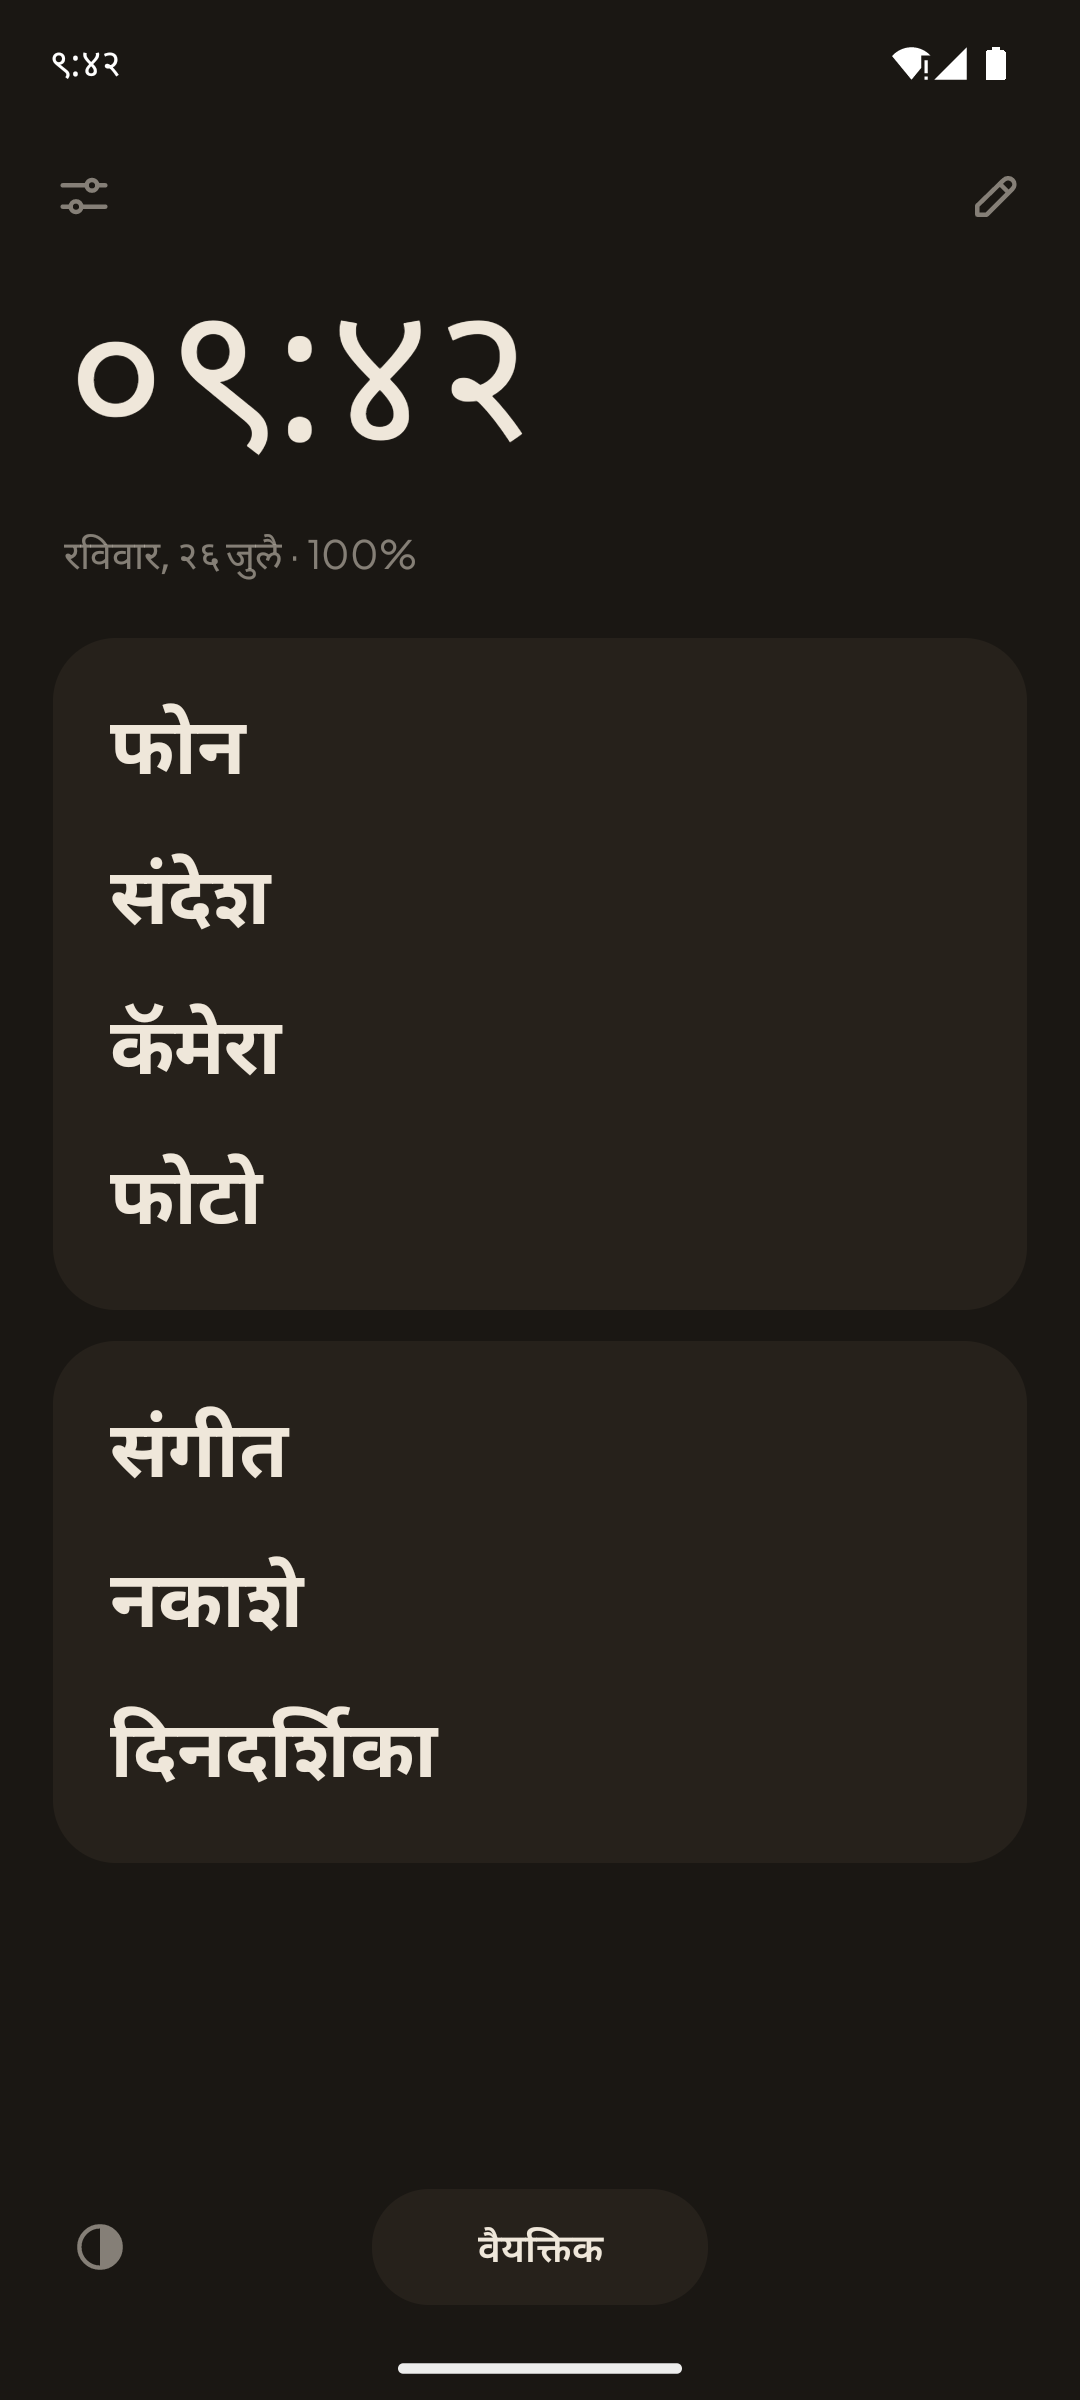 ९:४२
०९:४२
रविवार, २६ जुलै · 100%
फोन
संदेश
कॅमेरा
फोटो
संगीत
नकाशे
दिनदर्शिका
वैयक्तिक